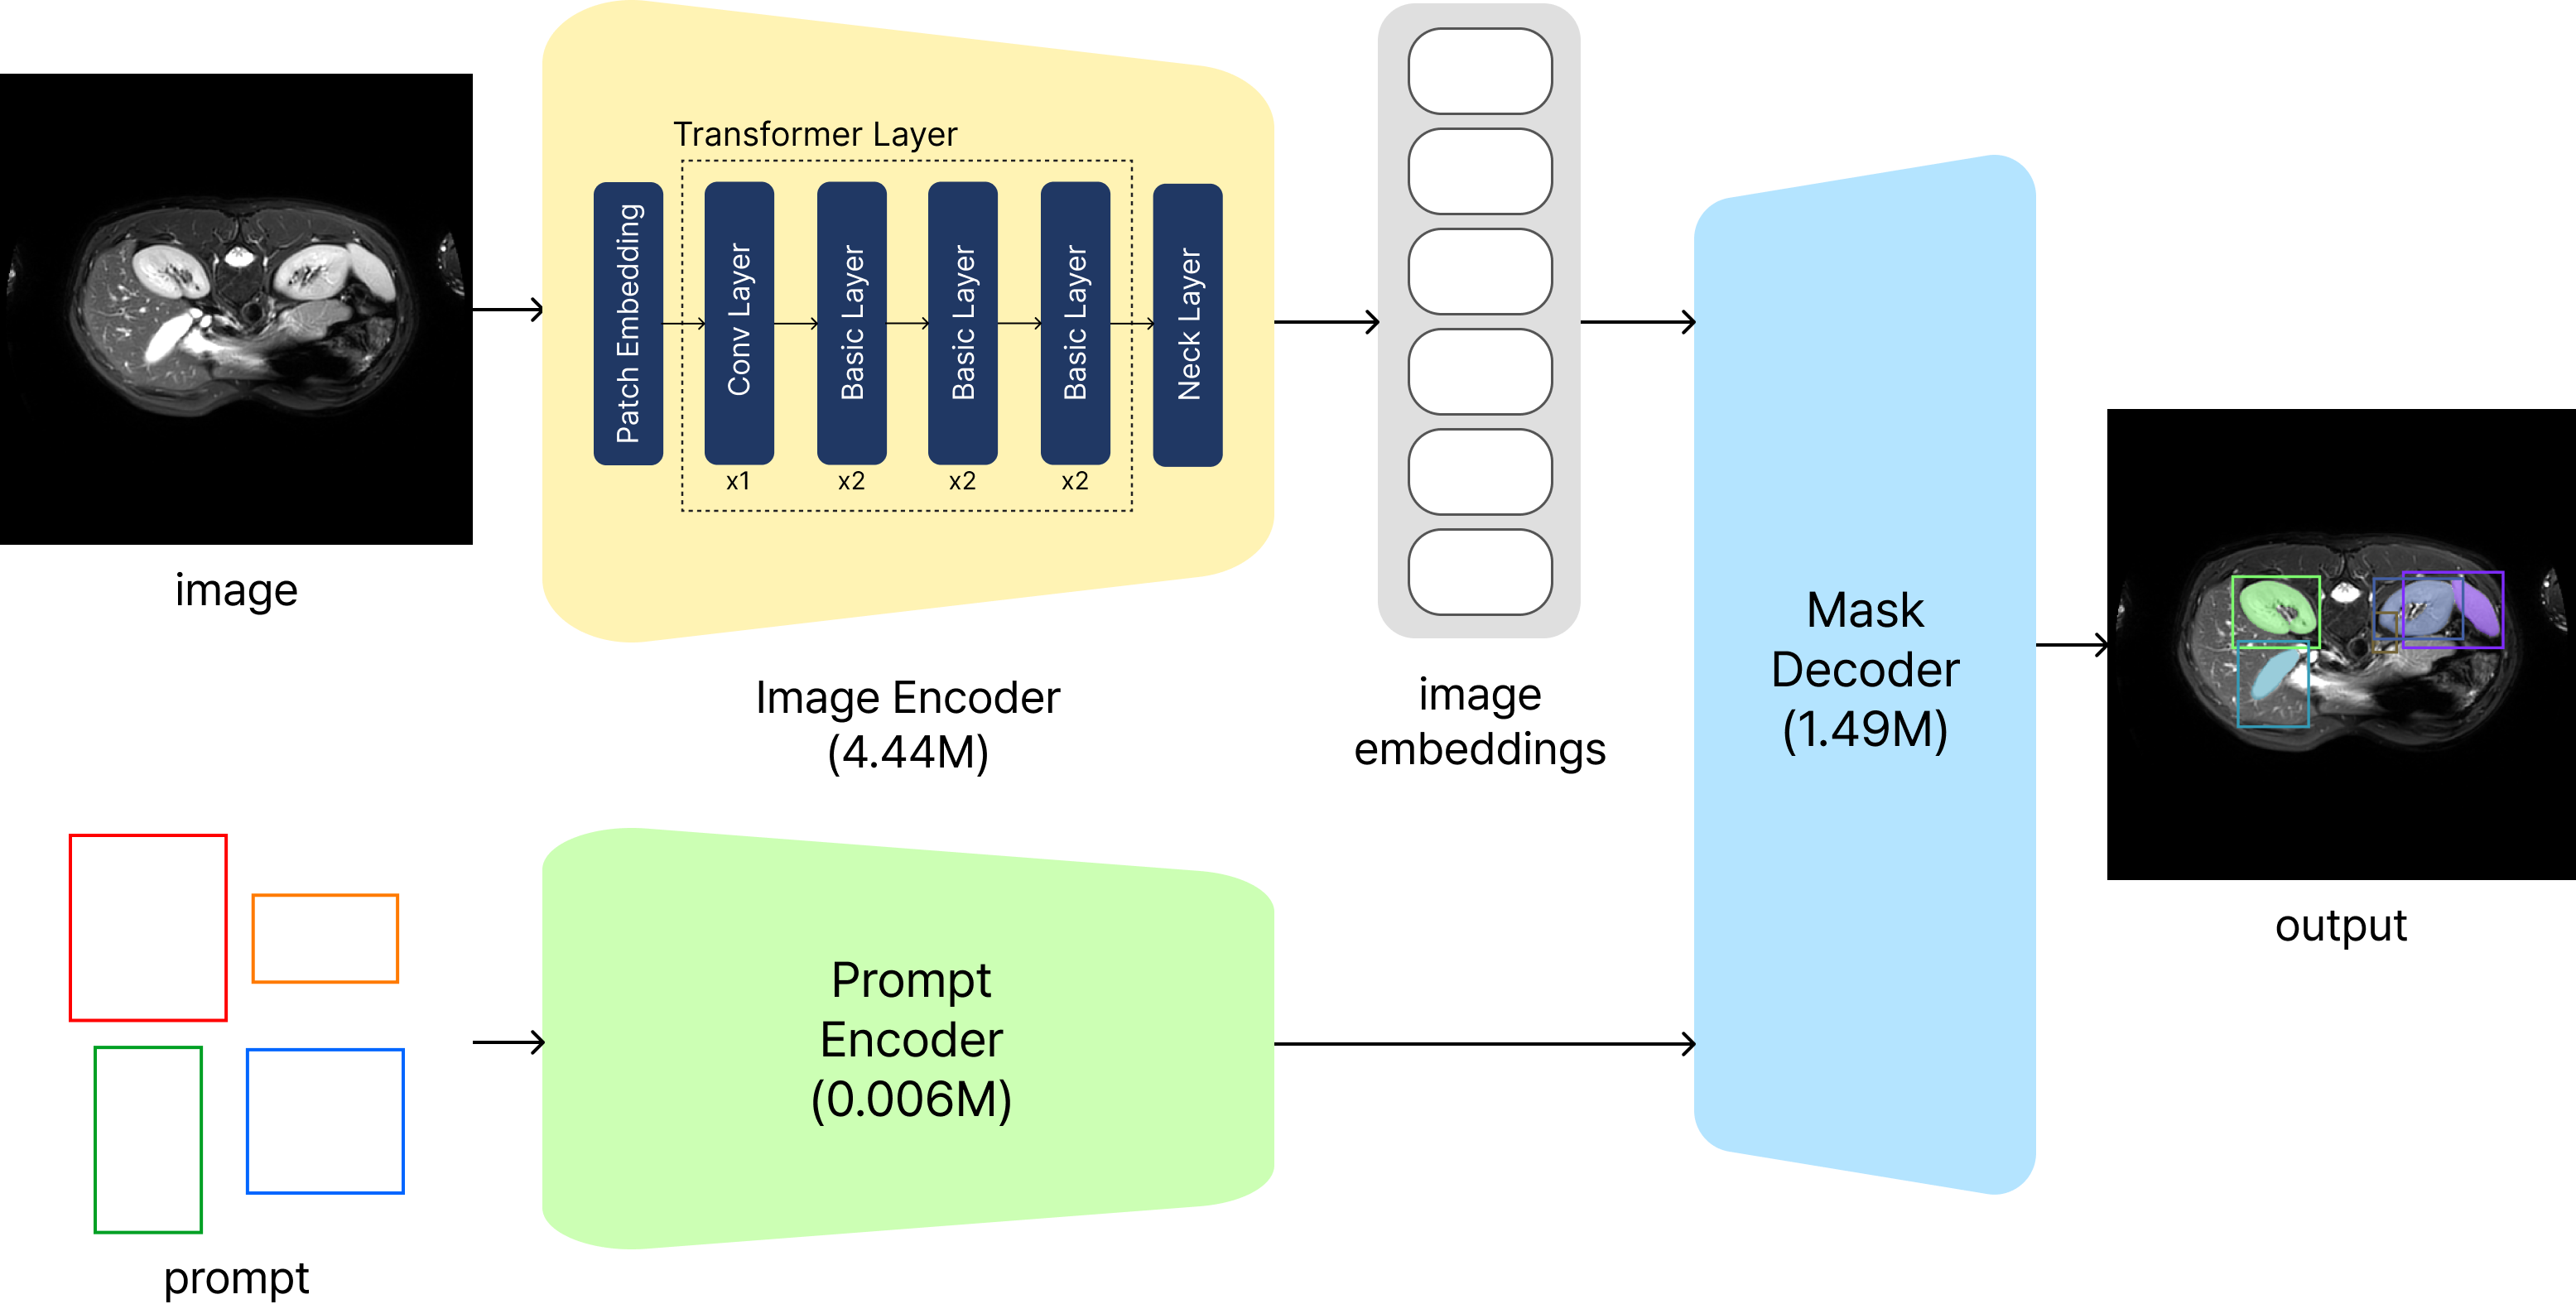 Transformer Layer
Patch Embedding
Conv Layer
Basic Layer
Basic Layer
Basic Layer
Neck Layer
x1
x2
x2
x2
image
Image Encoder
(4.44M)
image
embeddings
Mask
Decoder
(1.49M)
output
Prompt
Encoder
(0.006M)
prompt